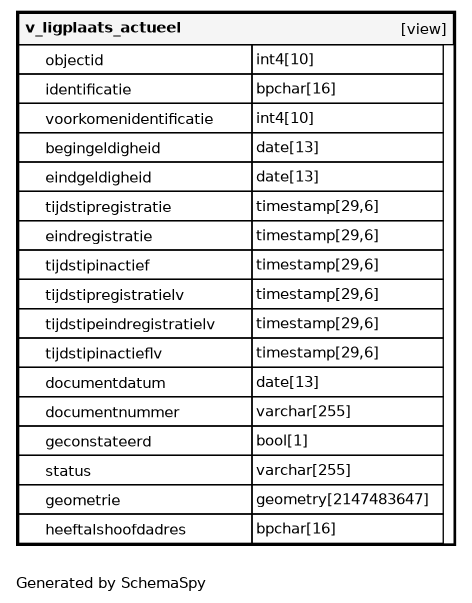 v_ligplaats_actueel [view]
objectid int4[10]
identificatie bpchar[16]
voorkomenidentificatie int4[10]
begingeldigheid date[13]
eindgeldigheid date[13]
tijdstipregistratie timestamp[29,6]
eindregistratie timestamp[29,6]
tijdstipinactief timestamp[29,6]
tijdstipregistratielv timestamp[29,6]
tijdstipeindregistratielv timestamp[29,6]
tijdstipinactieflv timestamp[29,6]
documentdatum date[13]
documentnummer varchar[255]
geconstateerd bool[1]
status varchar[255]
geometrie geometry[2147483647]
heeftalshoofdadres bpchar[16]
Generated by SchemaSpy